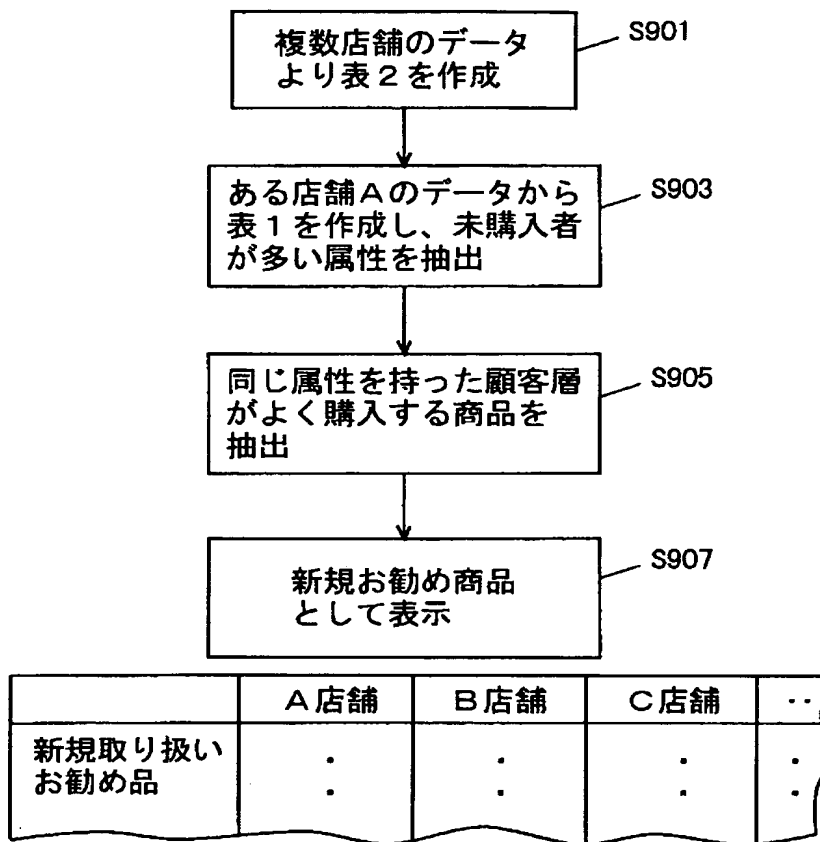 複数店舗のデータ
より表２を作成
S901
ある店舗Ａのデータから
表１を作成し、未購入者
が多い属性を抽出
S903
同じ属性を持った顧客層
がよく購入する商品を
抽出
S905
新規お勧め商品
として表示
S907
Ａ店舗 Ｂ店舗 Ｃ店舗 ‥
新規取り扱い
お勧め品